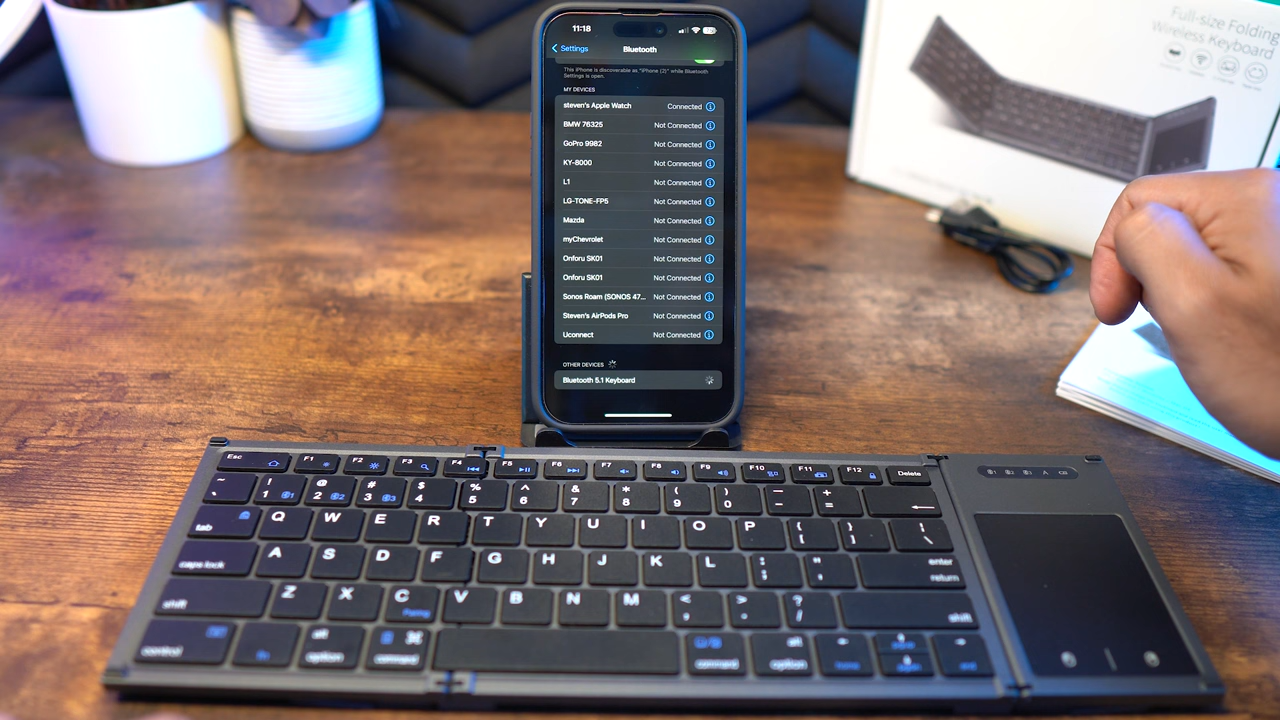 11:18
Settings
Bluetooth
This iPhone is discoverable as "iPhone (2)" while Bluetooth
Settings is open.
MY DEVICES
steven's Apple Watch Connected
BMW 76325 Not Connected
GoPro 9982 Not Connected
KY-8000 Not Connected
L1 Not Connected
LG-TONE-FP5 Not Connected
Mazda Not Connected
myChevrolet Not Connected
Onforu SK01 Not Connected
Onforu SK01 Not Connected
Sonos Roam (SONOS 47... Not Connected
Steven's AirPods Pro Not Connected
Uconnect Not Connected
OTHER DEVICES
Bluetooth 5.1 Keyboard
Full-size Folding
Wireless Keyboard
Esc F1 F2 F3 F4 F5 F6 F7 F8 F9 F10 F11 F12 Delete
~ ! @ # $ % ^ & * ( ) — +
` 1 1 2 2 3 3 4 5 6 7 8 9 0 - =
tab Q W E R T Y U I O P { } |
[ ] \
caps lock A S D F G H J K L : " enter
; ' return
shift Z X C V B N M < > ? shift
, . /
control fn alt option command command alt option home end